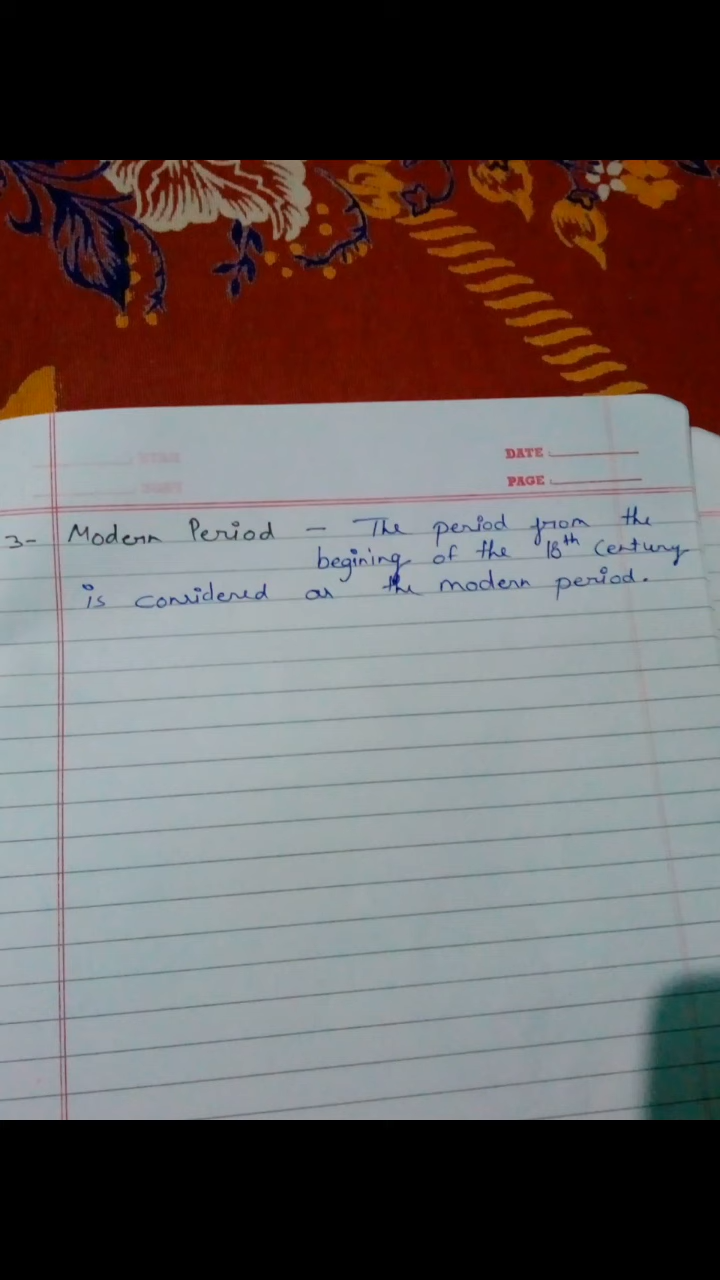 DATE :
PAGE :
3- Modern Period - The period from the
begining of the 18th Century
is considered as the modern period.